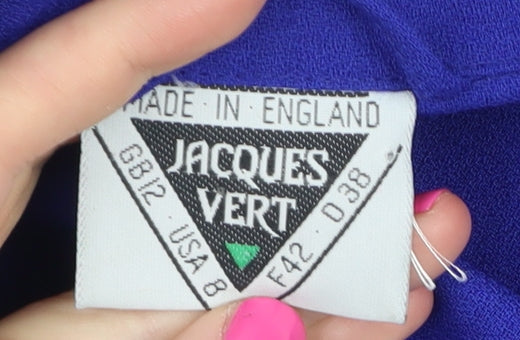 MADE · IN · ENGLAND
JACQUES
VERT
GB12 · USA 8
F42 · D38